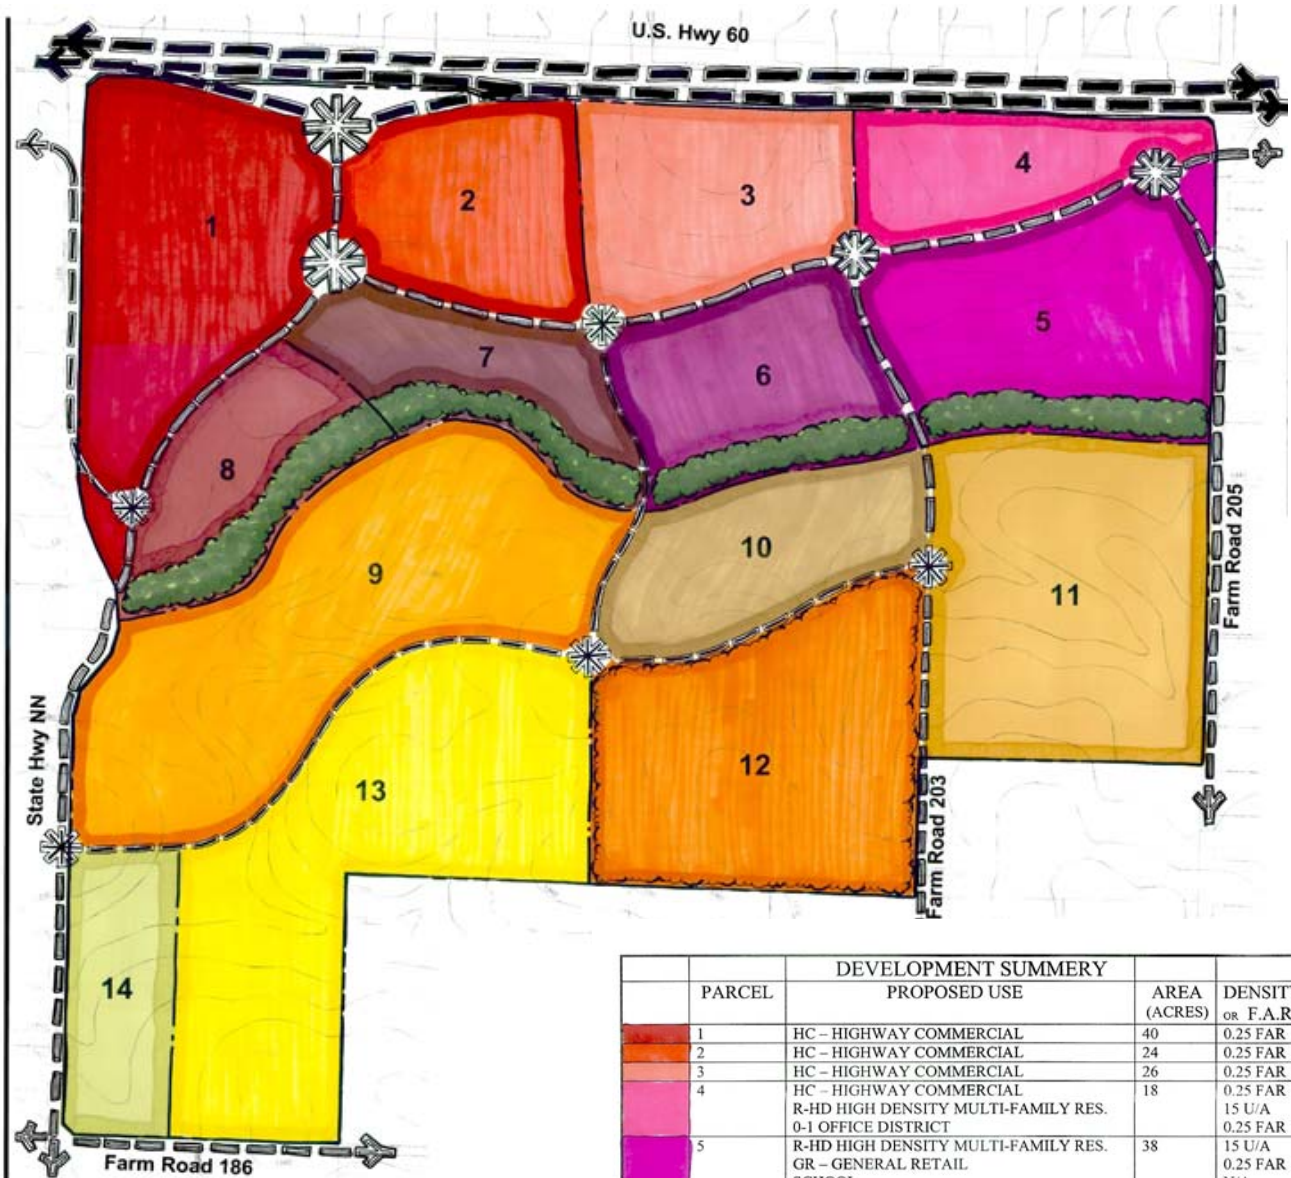 U.S. Hwy 60
1
2
3
4
5
6
7
8
9
10
11
12
13
14
State Hwy NN
Farm Road 205
Farm Road 203
Farm Road 186
DEVELOPMENT SUMMERY
PARCEL PROPOSED USE AREA (ACRES) DENSIT OR F.A.R
1 HC – HIGHWAY COMMERCIAL 40 0.25 FAR
2 HC – HIGHWAY COMMERCIAL 24 0.25 FAR
3 HC – HIGHWAY COMMERCIAL 26 0.25 FAR
4 HC – HIGHWAY COMMERCIAL 18 0.25 FAR
R-HD HIGH DENSITY MULTI-FAMILY RES. 15 U/A
0-1 OFFICE DISTRICT 0.25 FAR
5 R-HD HIGH DENSITY MULTI-FAMILY RES. 38 15 U/A
GR – GENERAL RETAIL 0.25 FAR